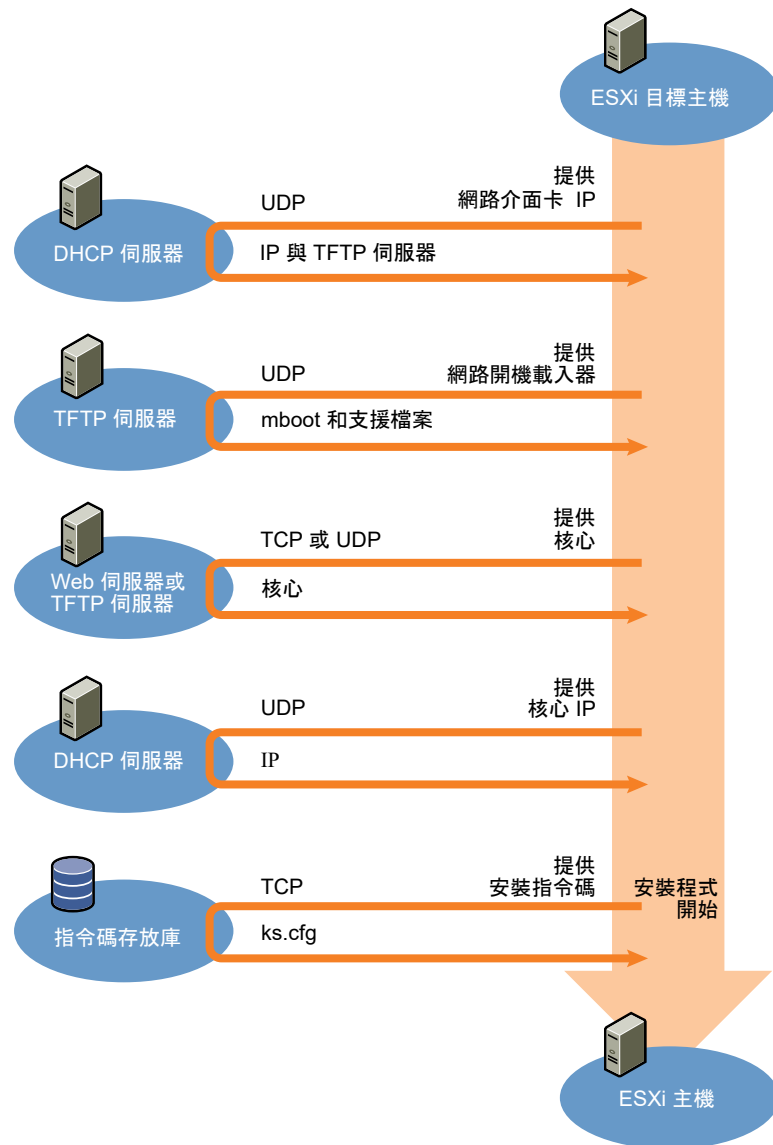 ESXi 目標主機
提供
網路介面卡 IP
UDP
DHCP 伺服器
IP 與 TFTP 伺服器
提供
網路開機載入器
UDP
TFTP 伺服器
mboot 和支援檔案
提供
核心
TCP 或 UDP
Web 伺服器或
TFTP 伺服器
核心
提供
核心 IP
UDP
DHCP 伺服器
IP
提供
安裝指令碼
TCP
安裝程式
開始
指令碼存放庫
ks.cfg
ESXi 主機